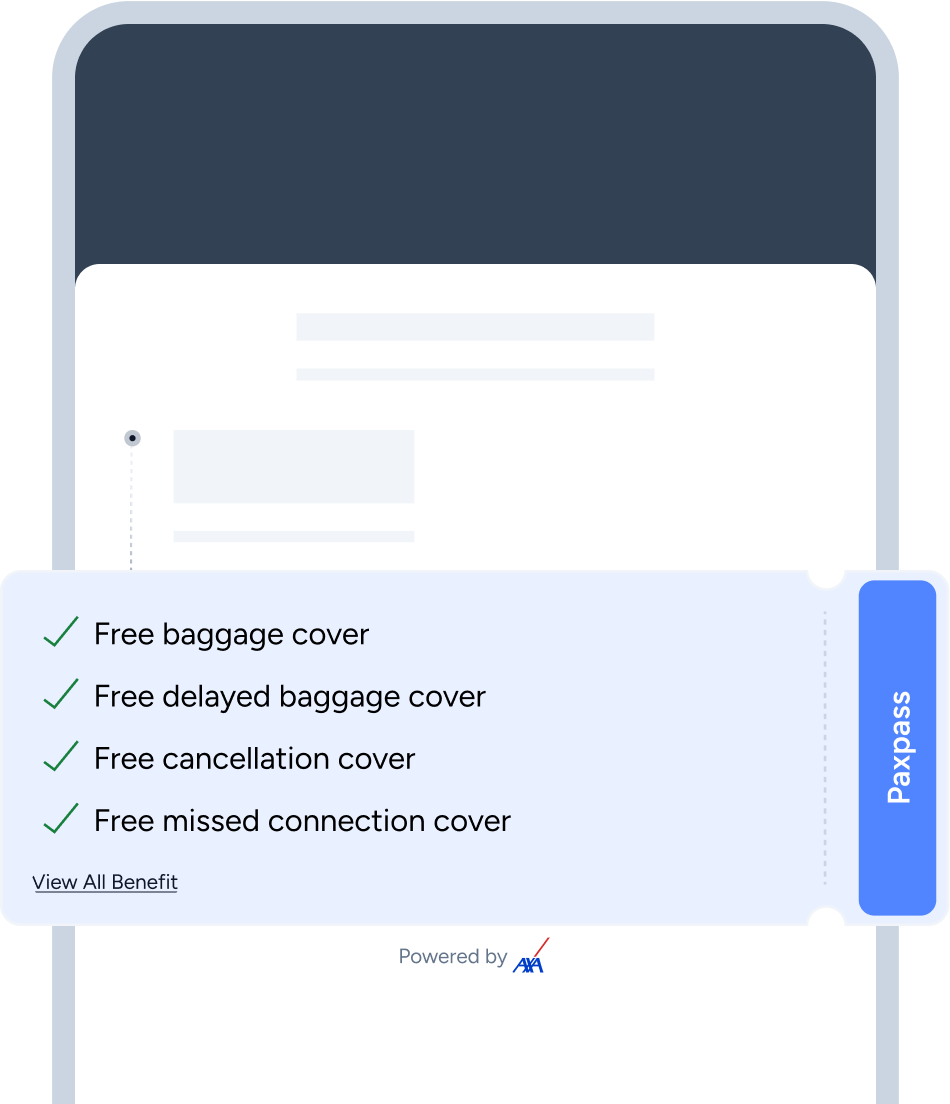 Free baggage cover
Free delayed baggage cover
Free cancellation cover
Free missed connection cover
View All Benefit
Paxpass
Powered by AXA